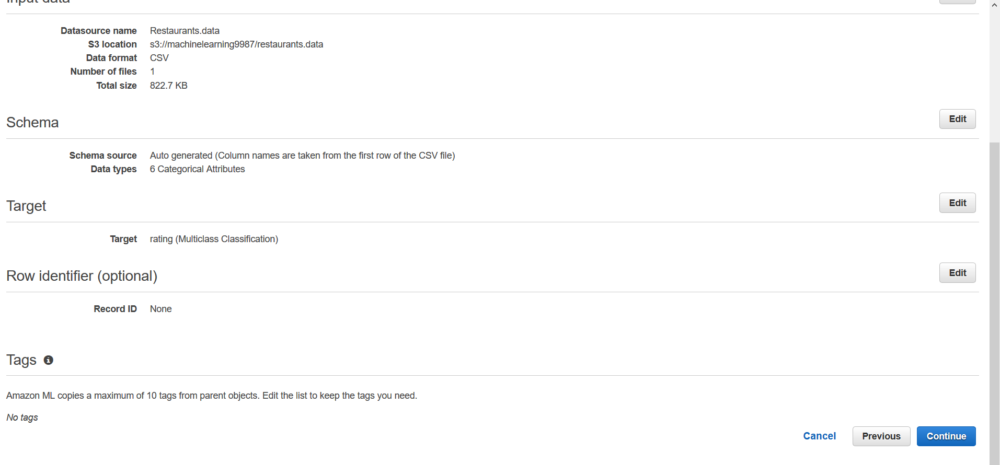 Input data
Datasource name Restaurants.data
S3 location s3://machinelearning9987/restaurants.data
Data format CSV
Number of files 1
Total size 822.7 KB
Schema Edit
Schema source Auto generated (Column names are taken from the first row of the CSV file)
Data types 6 Categorical Attributes
Target Edit
Target rating (Multiclass Classification)
Row identifier (optional) Edit
Record ID None
Tags
Amazon ML copies a maximum of 10 tags from parent objects. Edit the list to keep the tags you need.
No tags
Cancel Previous Continue